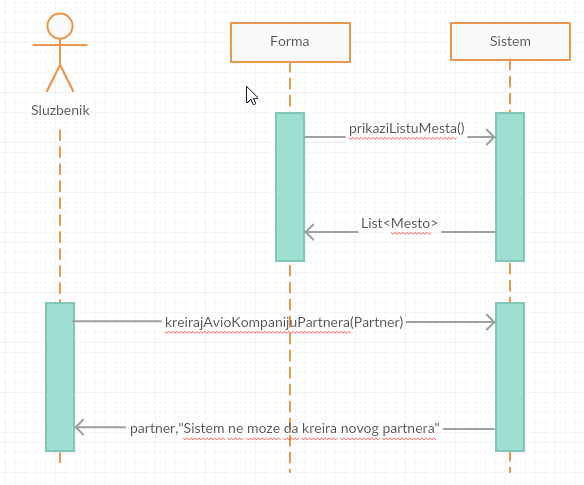 Forma
Sistem
Sluzbenik
prikaziListuMesta()
List<Mesto>
kreirajAvioKompanijuPartnera(Partner)
partner,"Sistem ne moze da kreira novog partnera"